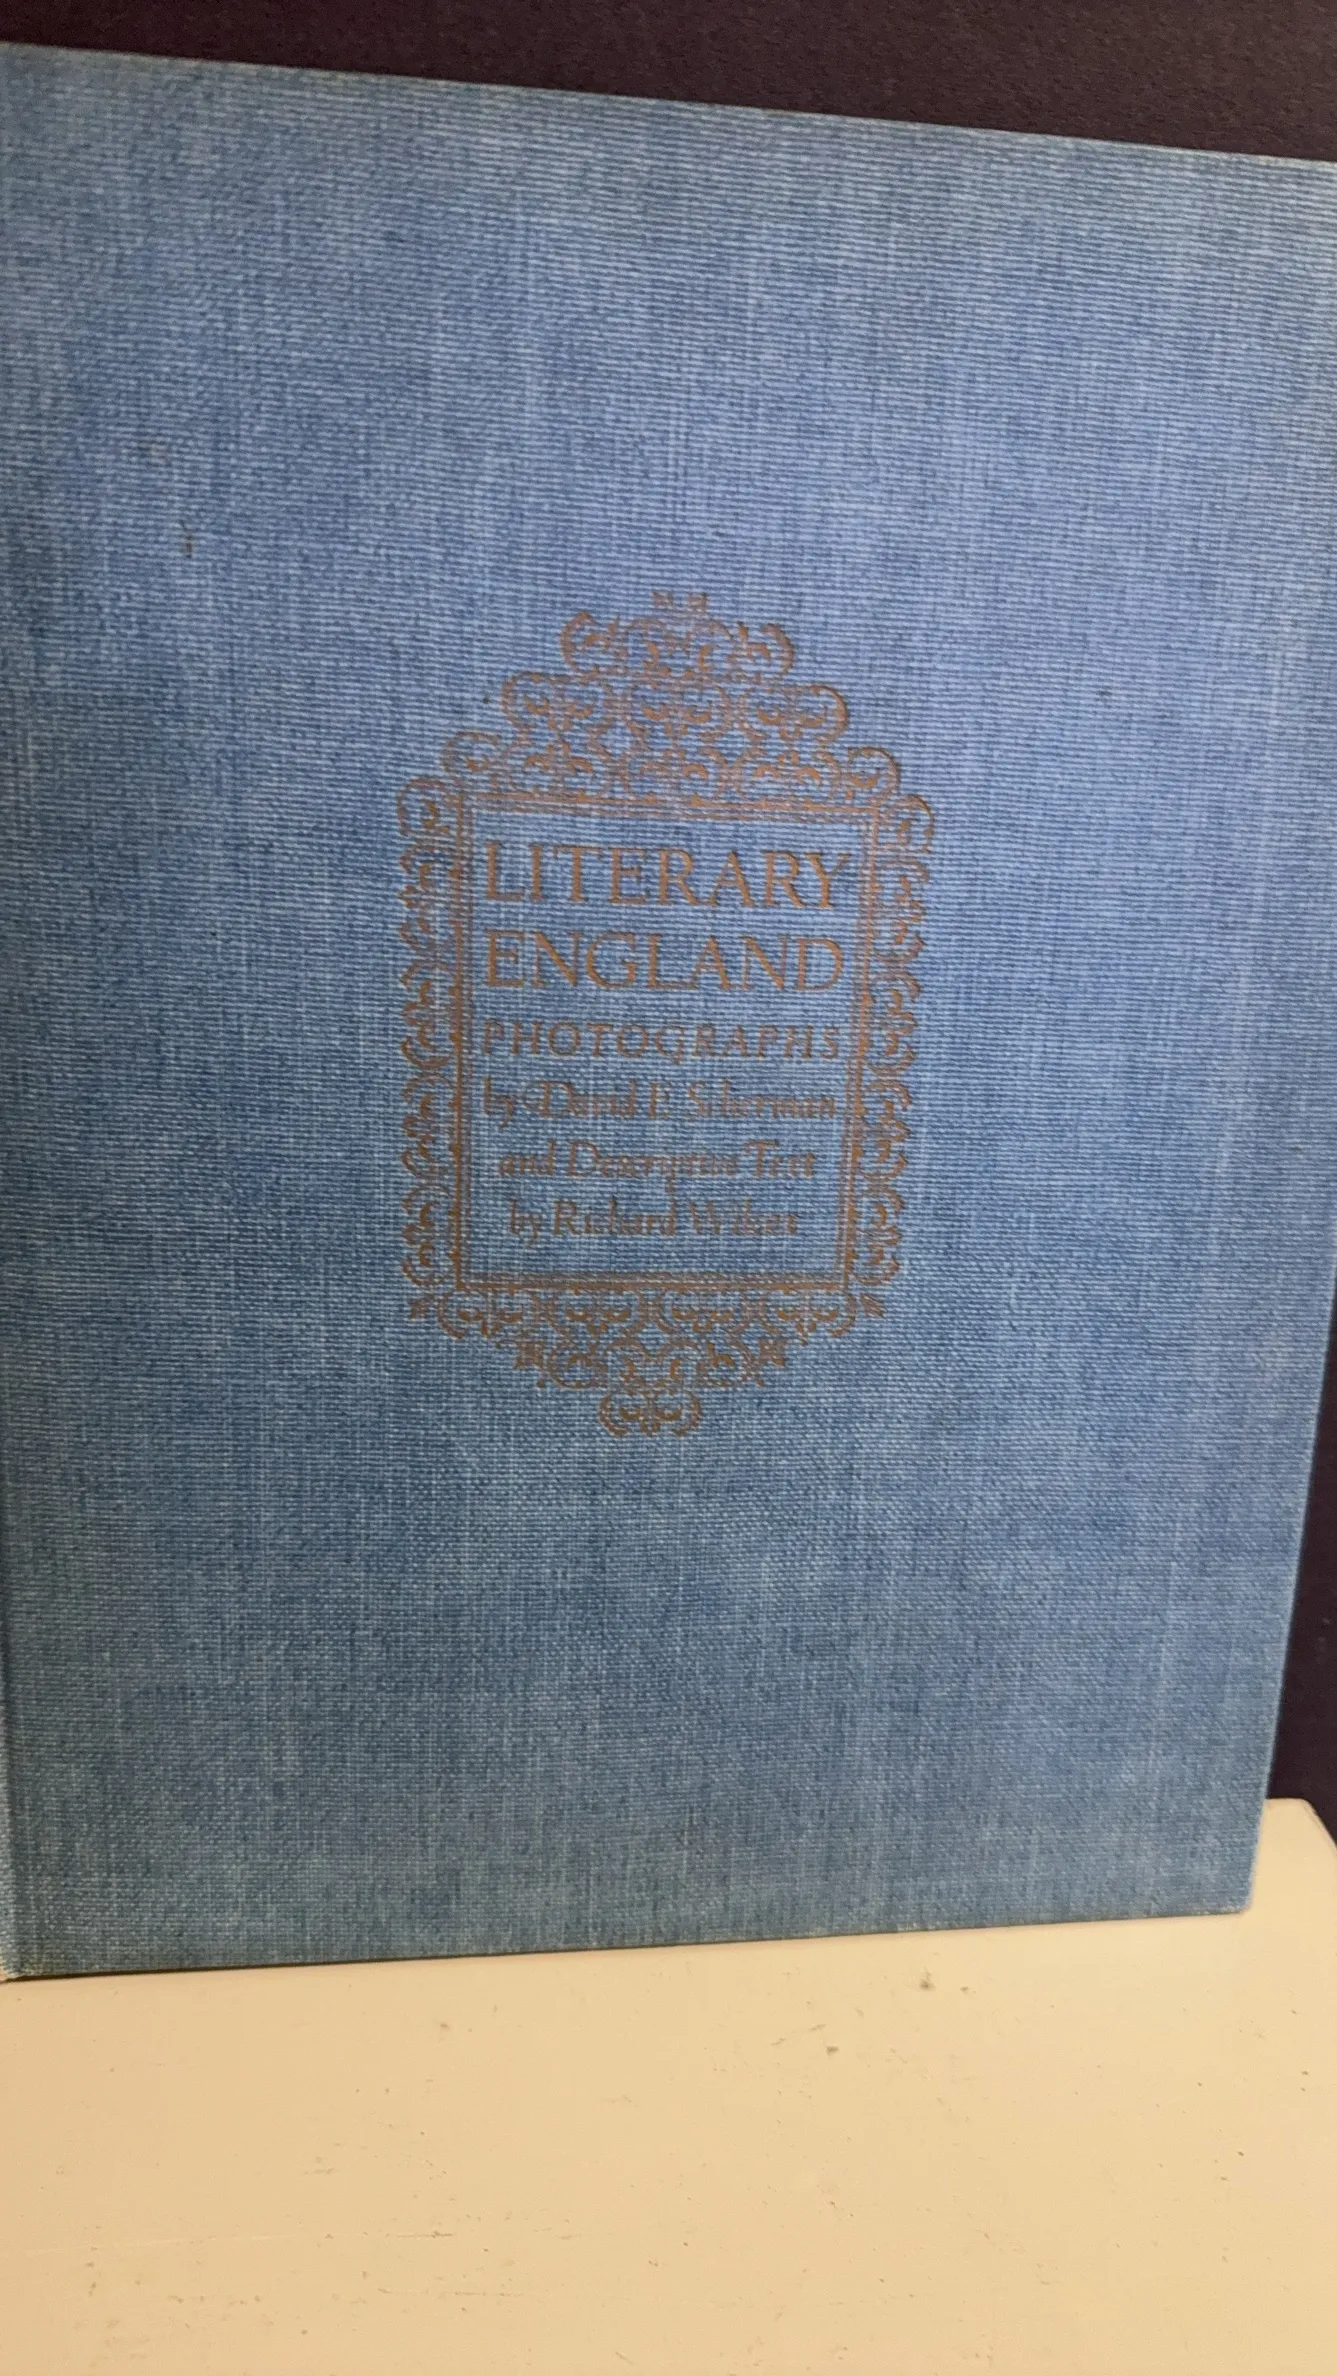 LITERARY
ENGLAND
PHOTOGRAPHS
by David E. Scherman
and Descriptive Text
by Richard Wilcox